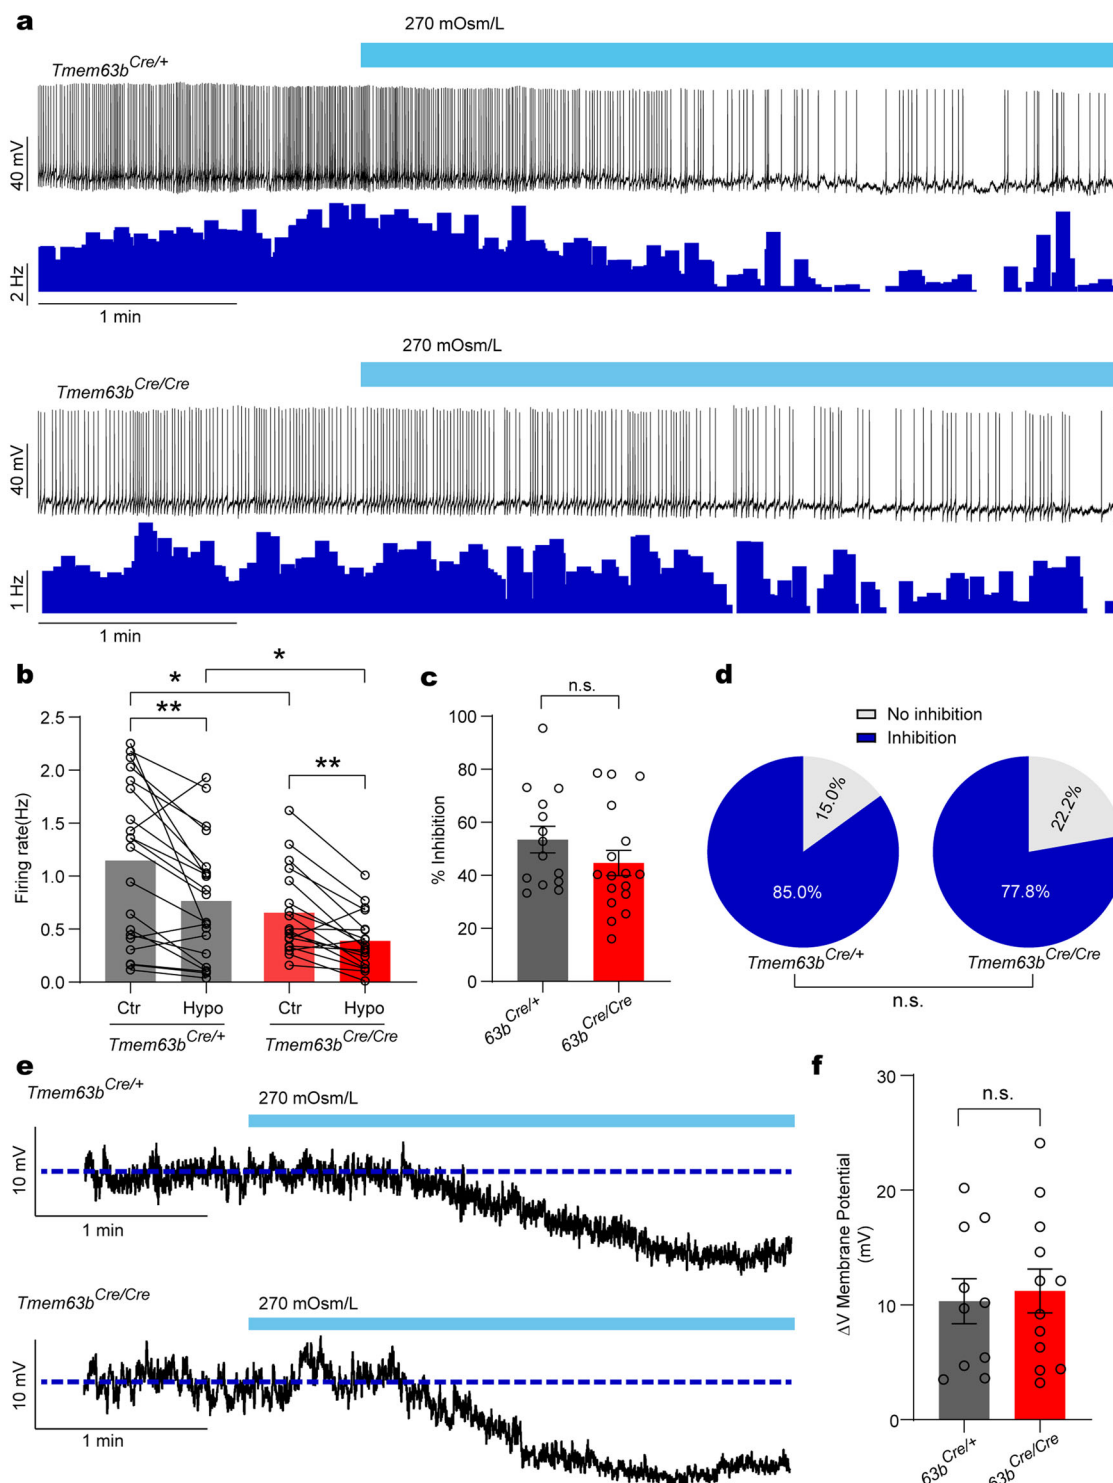 a
270 mOsm/L
Tmem63b^Cre/+
40 mV
2 Hz
1 min
270 mOsm/L
Tmem63b^Cre/Cre
40 mV
1 Hz
1 min
b
*
*
**
**
2.5
2.0
1.5
1.0
0.5
0.0
Firing rate(Hz)
Ctr Hypo Ctr Hypo
Tmem63b^Cre/+ Tmem63b^Cre/Cre
c
n.s.
100
80
60
40
20
0
% Inhibition
63b^Cre/+ 63b^Cre/Cre
d
No inhibition
Inhibition
15.0% 22.2%
85.0% 77.8%
Tmem63b^Cre/+ Tmem63b^Cre/Cre
n.s.
e
Tmem63b^Cre/+
270 mOsm/L
10 mV
1 min
Tmem63b^Cre/Cre
270 mOsm/L
10 mV
1 min
f
n.s.
30
20
10
0
ΔV Membrane Potential
(mV)
63b^Cre/+ 63b^Cre/Cre